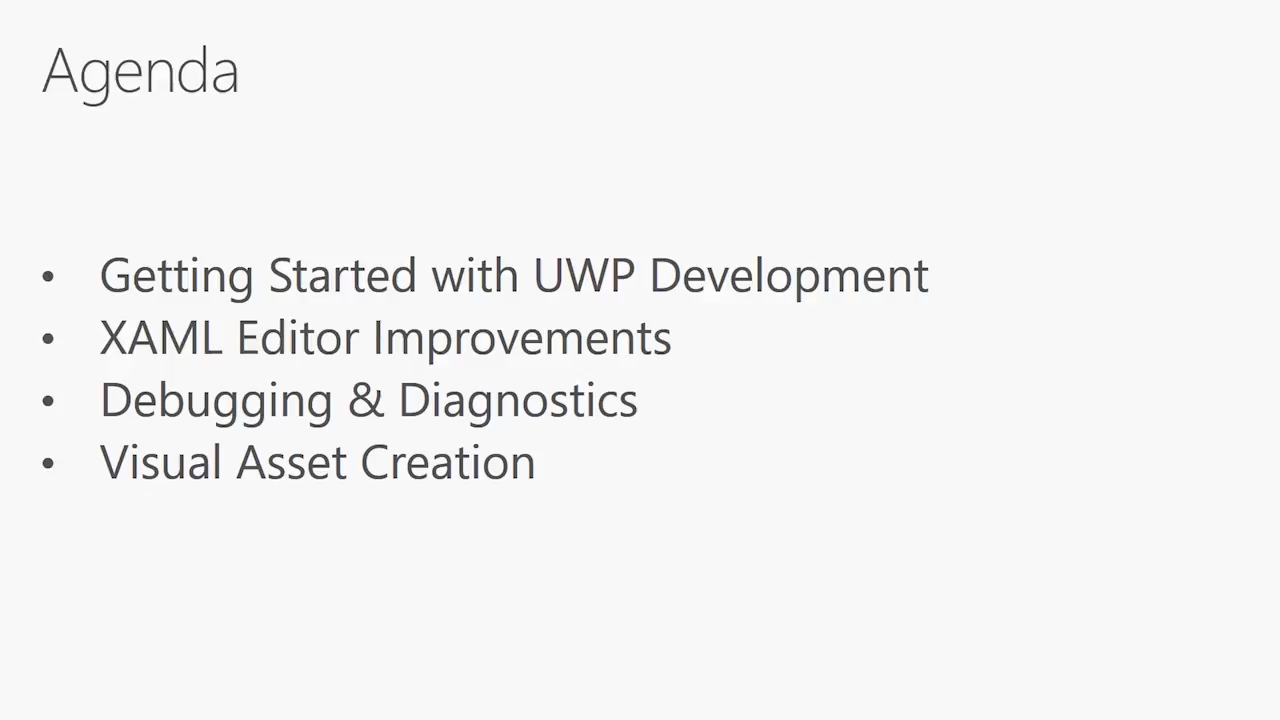 Agenda
• Getting Started with UWP Development
• XAML Editor Improvements
• Debugging & Diagnostics
• Visual Asset Creation